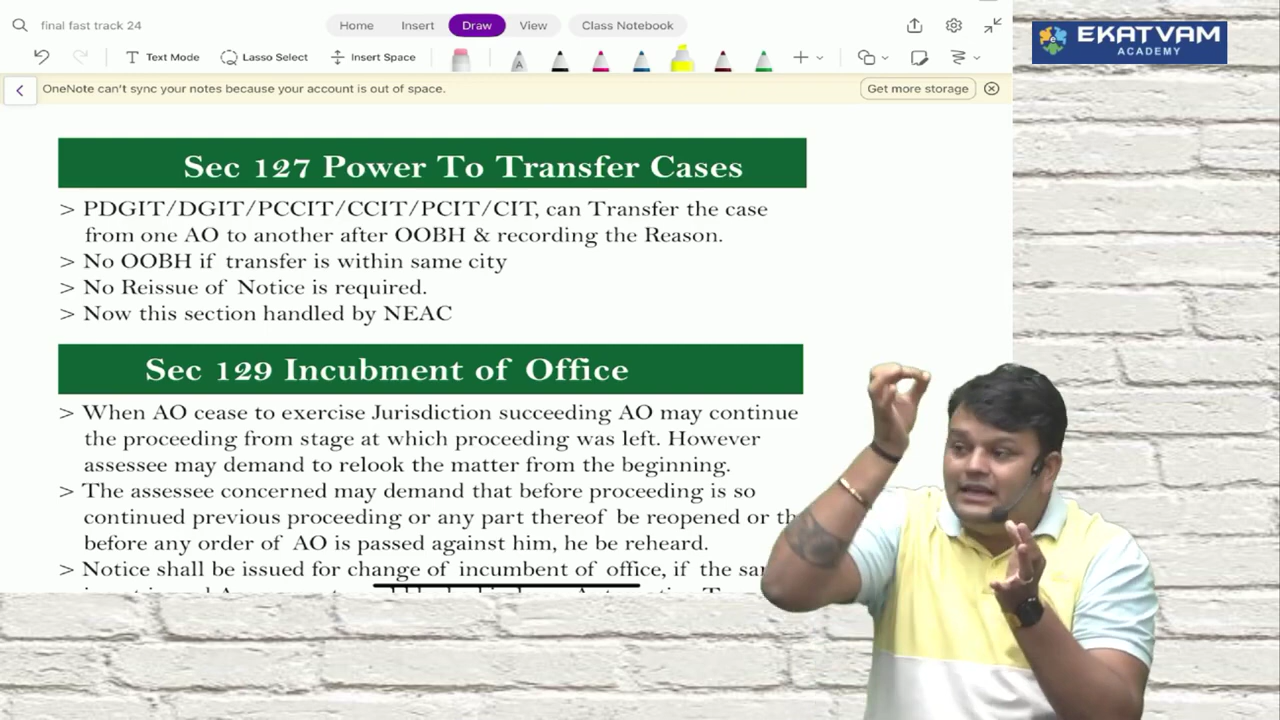 final fast track 24
Home Insert Draw View Class Notebook
EKATVAM
ACADEMY
Text Mode Lasso Select Insert Space
OneNote can't sync your notes because your account is out of space.
Get more storage
Sec 127 Power To Transfer Cases
> PDGIT/DGIT/PCCIT/CCIT/PCIT/CIT, can Transfer the case
from one AO to another after OOBH & recording the Reason.
> No OOBH if transfer is within same city
> No Reissue of Notice is required.
> Now this section handled by NEAC
Sec 129 Incubment of Office
> When AO cease to exercise Jurisdiction succeeding AO may continue
the proceeding from stage at which proceeding was left. However
assessee may demand to relook the matter from the beginning.
> The assessee concerned may demand that before proceeding is so
continued previous proceeding or any part thereof be reopened or
before any order of AO is passed against him, he be reheard.
> Notice shall be issued for change of incumbent of office, if the